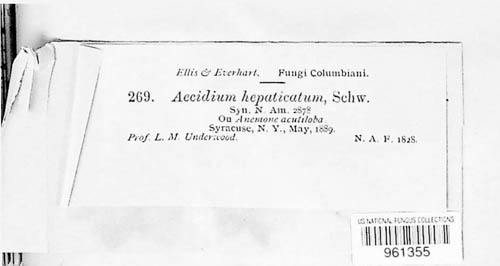 Ellis & Everhart. Fungi Columbiani.
269. Aecidium hepaticatum, Schw.
Syn. N. Am. 2878
On Anemone acutiloba.
Syracuse, N. Y., May, 1889.
Prof. L. M. Underwood. N. A. F. 1828.
US NATIONAL FUNGUS COLLECTIONS
961355